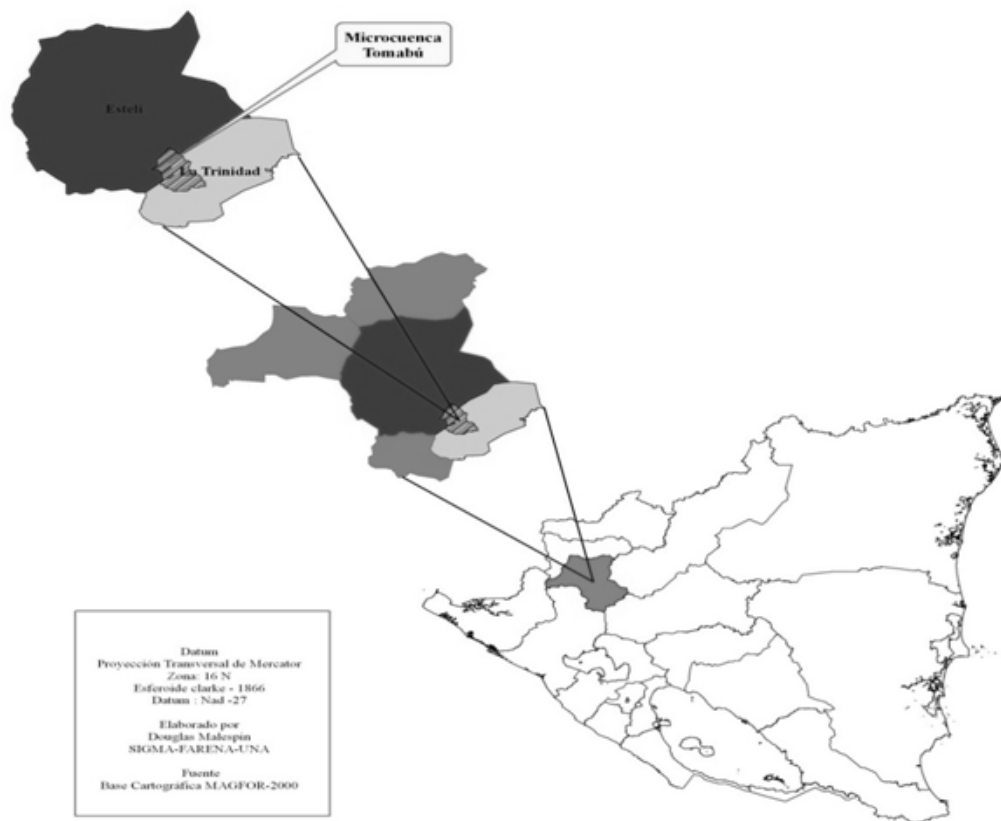 Microcuenca
Tomabú
Estelí
La Trinidad
Datum
Proyección Transversal de Mercator
Zona: 16 N
Esferoide clarke - 1866
Datum : Nad -27
Elaborado por
Douglas Malespin
SIGMA-FARENA-UNA
Fuente
Base Cartográfica MAGFOR-2000